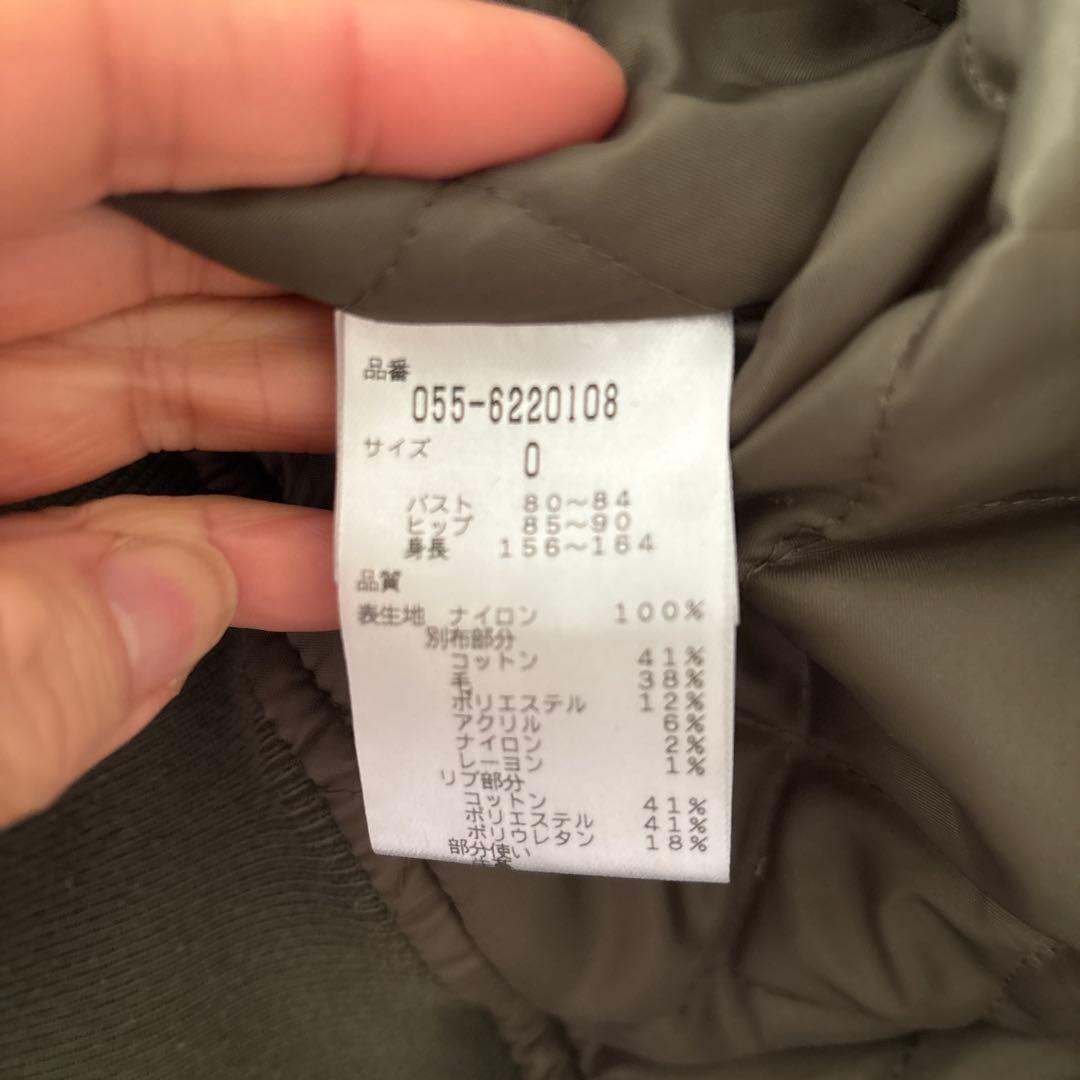 品番
055-6220108
サイズ 0
バスト 80～84
ヒップ 85～90
身長 156～164
品質
表生地 ナイロン 100%
別布部分
コットン 41%
毛 38%
ポリエステル 12%
アクリル 6%
ナイロン 2%
レーヨン 1%
リブ部分
コットン 41%
ポリエステル 41%
ポリウレタン 18%
部分使い